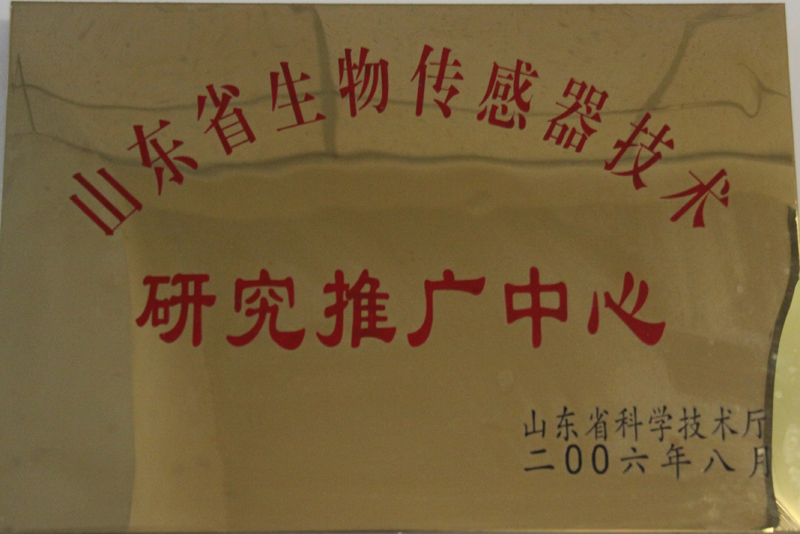 山东省生物传感器技术
研究推广中心
山东省科学技术厅
二00六年八月